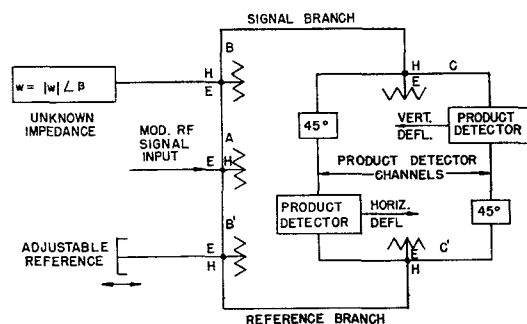 SIGNAL BRANCH
B
H
E
w = |w| ∠ β
UNKNOWN
IMPEDANCE
MOD. RF
SIGNAL
INPUT
A
E
H
B'
E
H
ADJUSTABLE
REFERENCE
H
C
E
45°
VERT.
DEFL.
PRODUCT
DETECTOR
PRODUCT DETECTOR
CHANNELS
PRODUCT
DETECTOR
HORIZ.
DEFL
45°
E
H
C'
REFERENCE BRANCH